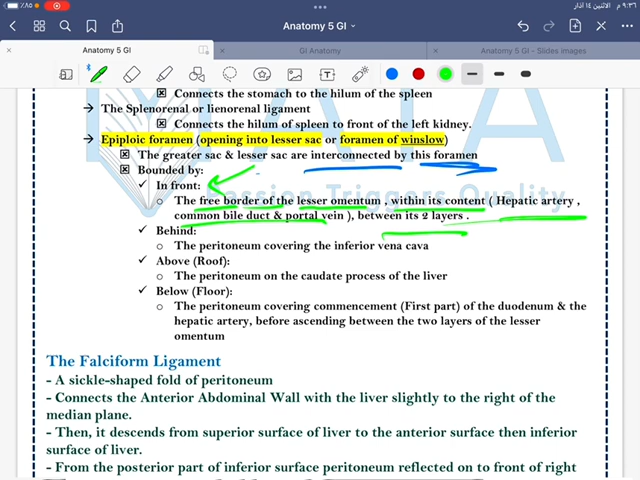 ٪٨٥
٩:٣٦ م الاثنين ١٤ آذار
Anatomy 5 GI
Anatomy 5 GI
GI Anatomy
Anatomy 5 GI - Slides images
Connects the stomach to the hilum of the spleen
→ The Splenorenal or lienorenal ligament
Connects the hilum of spleen to front of the left kidney.
→ Epiploic foramen (opening into lesser sac or foramen of winslow)
The greater sac & lesser sac are interconnected by this foramen
Bounded by:
✓ In front:
o The free border of the lesser omentum , within its content ( Hepatic artery ,
common bile duct & portal vein ), between its 2 layers.
✓ Behind:
o The peritoneum covering the inferior vena cava
✓ Above (Roof):
o The peritoneum on the caudate process of the liver
✓ Below (Floor):
o The peritoneum covering commencement (First part) of the duodenum & the
hepatic artery, before ascending between the two layers of the lesser
omentum
The Falciform Ligament
- A sickle-shaped fold of peritoneum
- Connects the Anterior Abdominal Wall with the liver slightly to the right of the
median plane.
- Then, it descends from superior surface of liver to the anterior surface then inferior
surface of liver.
- From the posterior part of inferior surface peritoneum reflected on to front of right